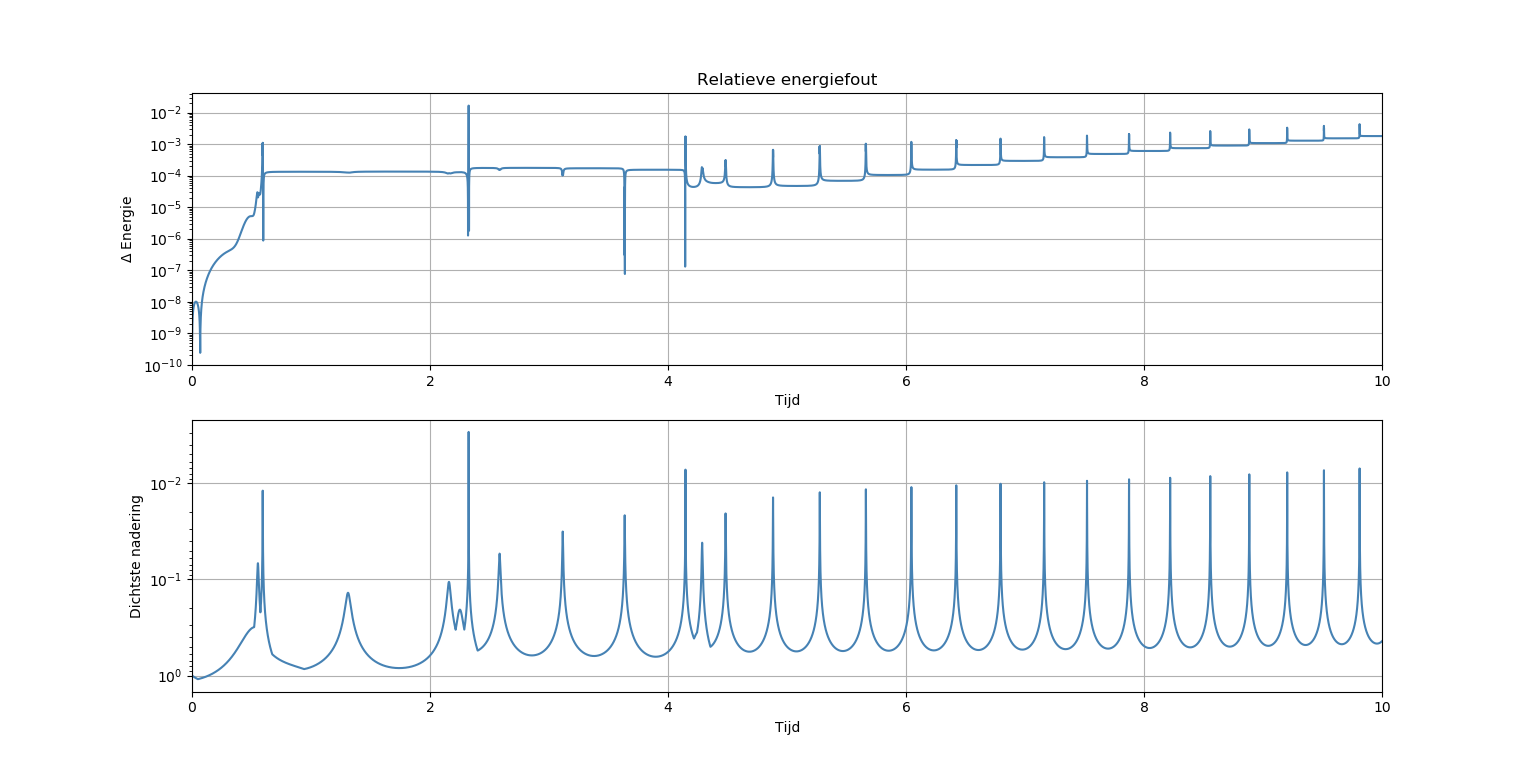 Relatieve energiefout
Δ Energie
10⁻²
10⁻³
10⁻⁴
10⁻⁵
10⁻⁶
10⁻⁷
10⁻⁸
10⁻⁹
10⁻¹⁰
0 2 4 6 8 10
Tijd
Dichtste nadering
10⁻²
10⁻¹
10⁰
0 2 4 6 8 10
Tijd